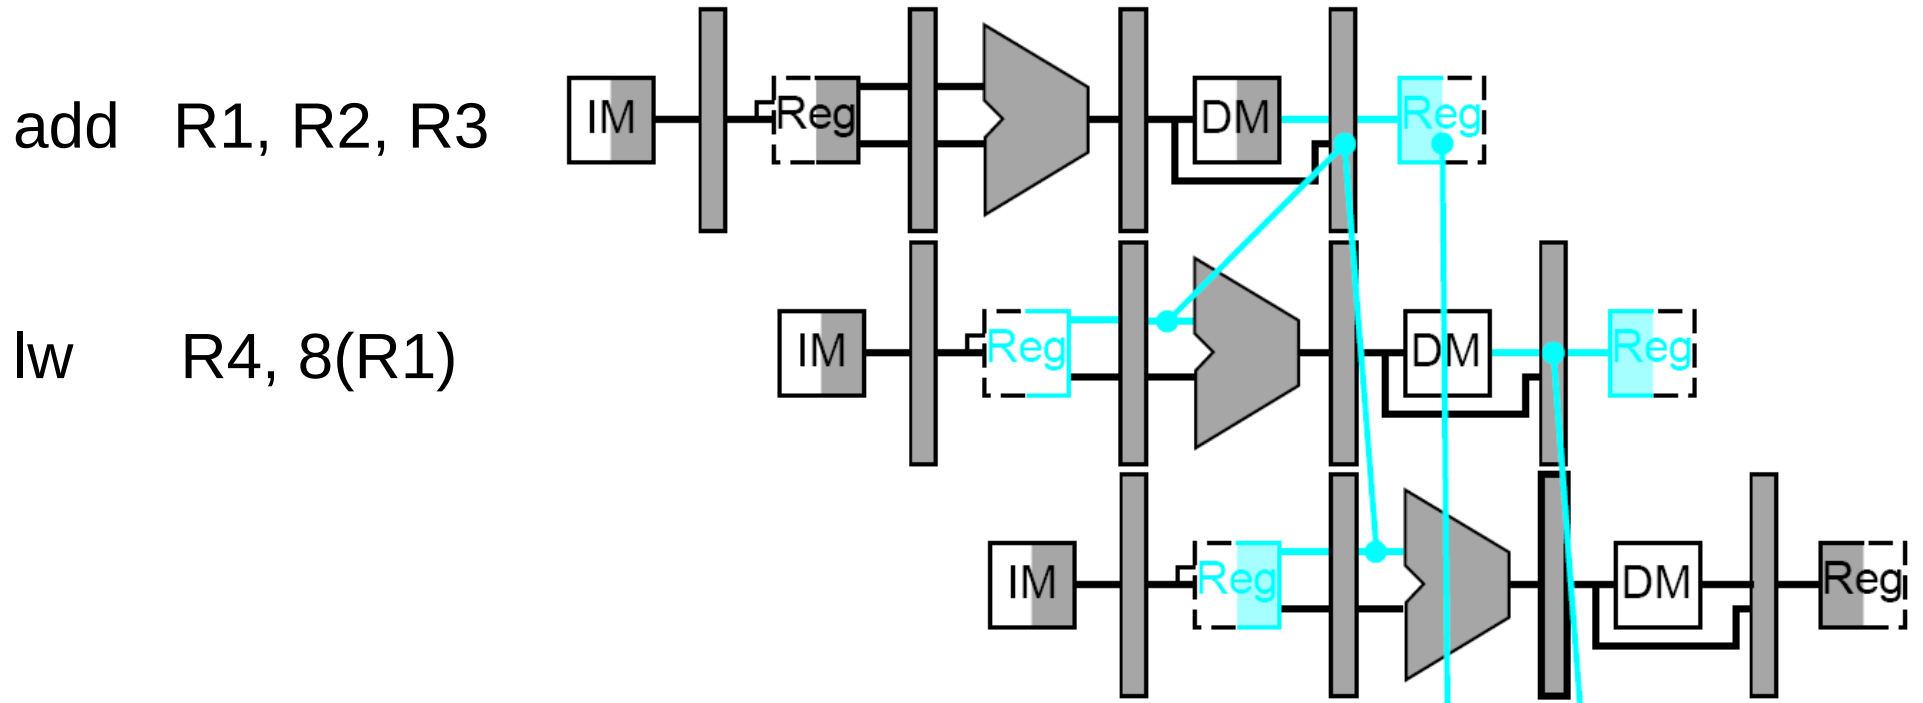 add R1, R2, R3 IM Reg DM Reg
lw R4, 8(R1) IM Reg DM Reg
IM Reg DM Reg